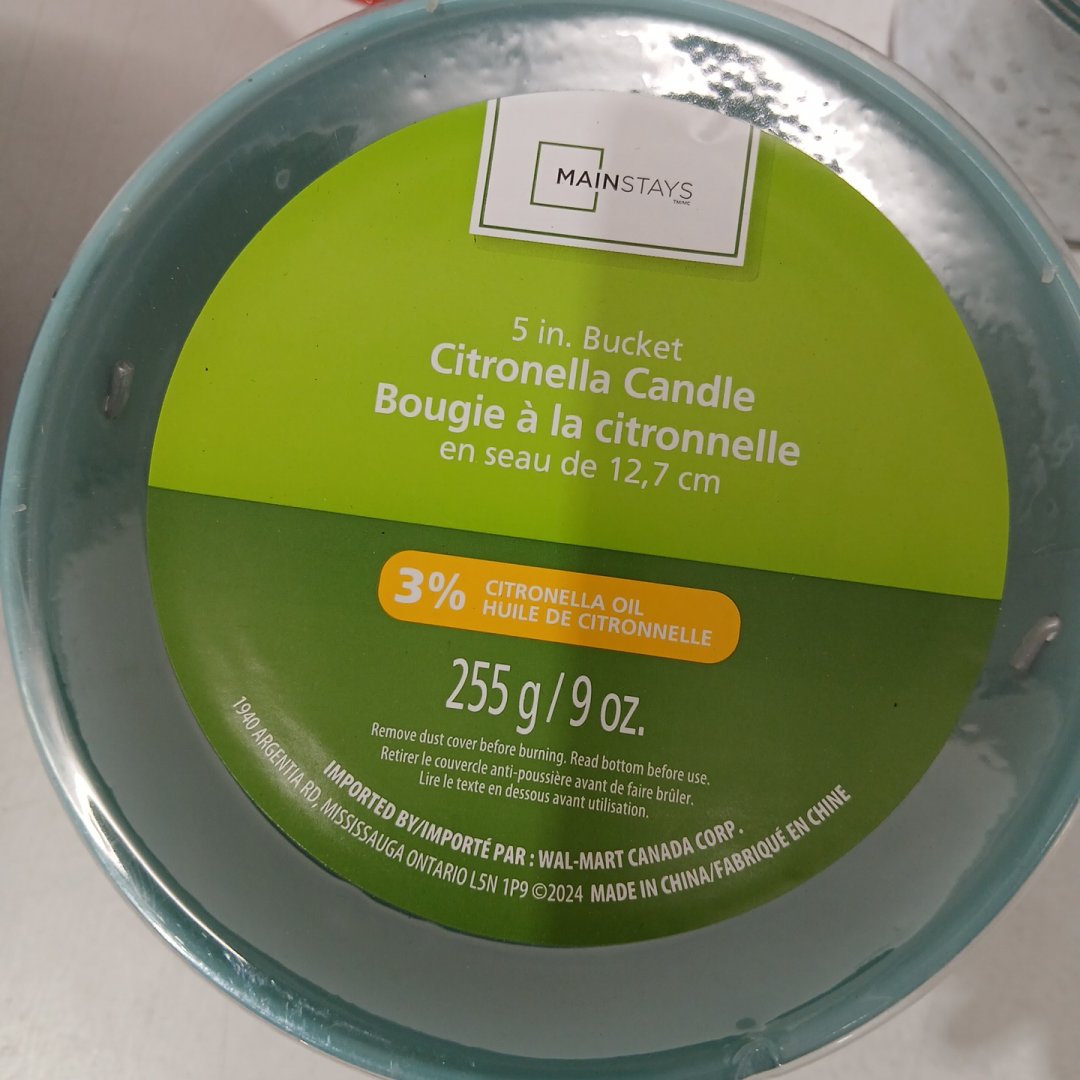 MAINSTAYS
TM/MC
5 in. Bucket
Citronella Candle
Bougie à la citronnelle
en seau de 12,7 cm
3% CITRONELLA OIL
HUILE DE CITRONNELLE
255 g / 9 oz.
Remove dust cover before burning. Read bottom before use.
Retirer le couvercle anti-poussière avant de faire brûler.
Lire le texte en dessous avant utilisation.
IMPORTED BY/IMPORTÉ PAR : WAL-MART CANADA CORP.
1940 ARGENTIA RD, MISSISSAUGA ONTARIO L5N 1P9 ©2024 MADE IN CHINA/FABRIQUÉ EN CHINE